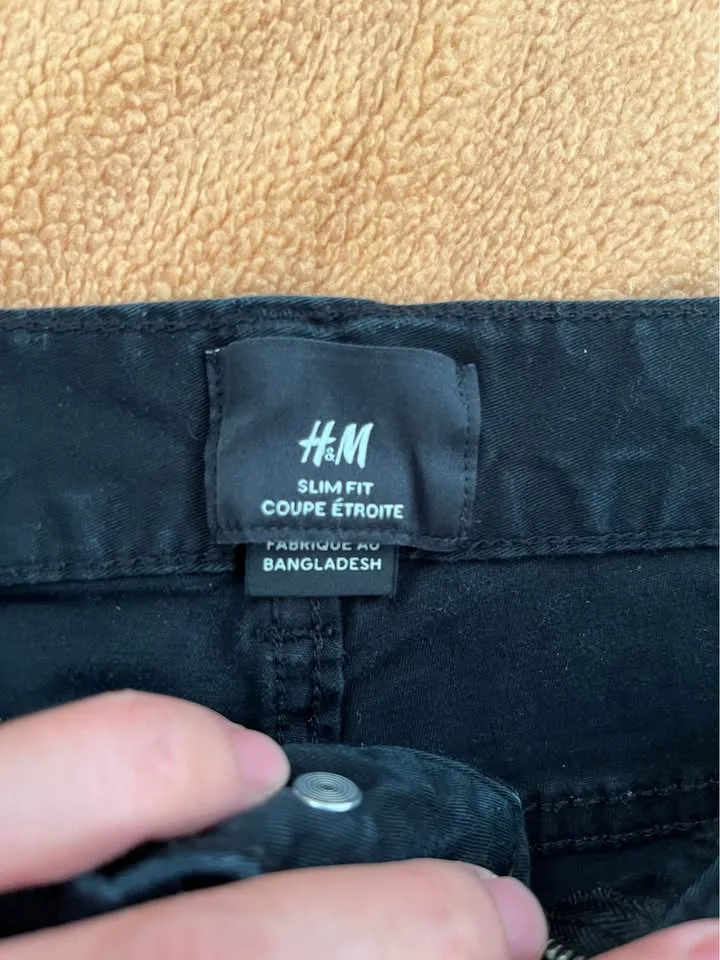 H&M
SLIM FIT
COUPE ÉTROITE
FABRIQUÉ AU
BANGLADESH